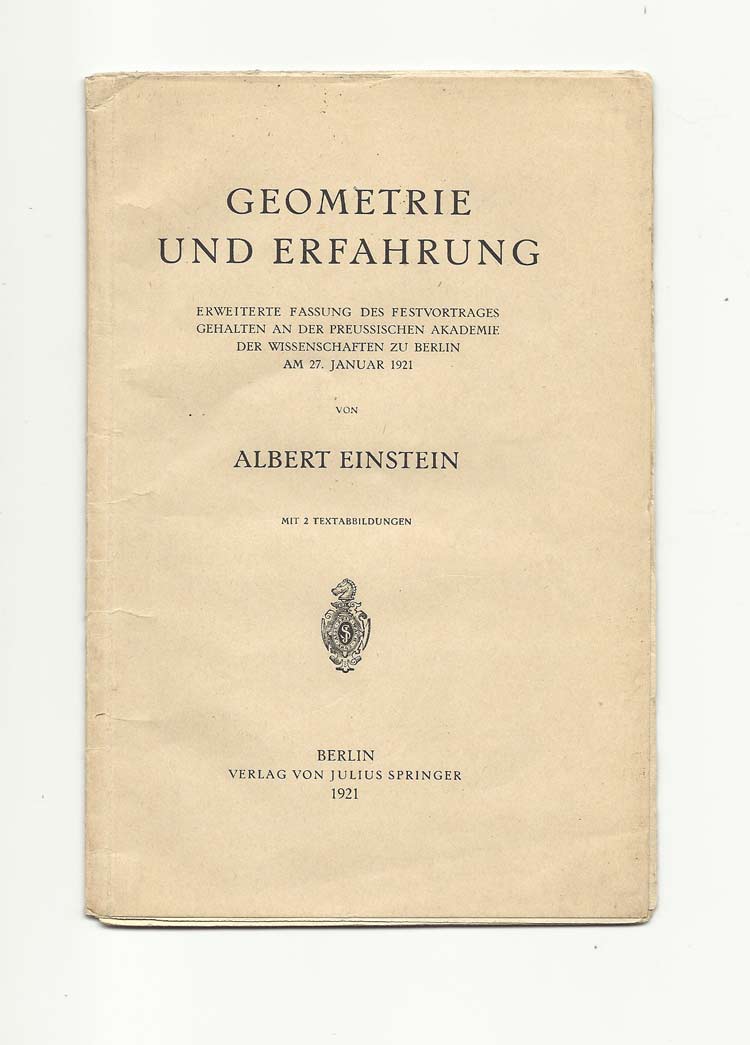 GEOMETRIE
UND ERFAHRUNG
ERWEITERTE FASSUNG DES FESTVORTRAGES
GEHALTEN AN DER PREUSSISCHEN AKADEMIE
DER WISSENSCHAFTEN ZU BERLIN
AM 27. JANUAR 1921
VON
ALBERT EINSTEIN
MIT 2 TEXTABBILDUNGEN
BERLIN
VERLAG VON JULIUS SPRINGER
1921